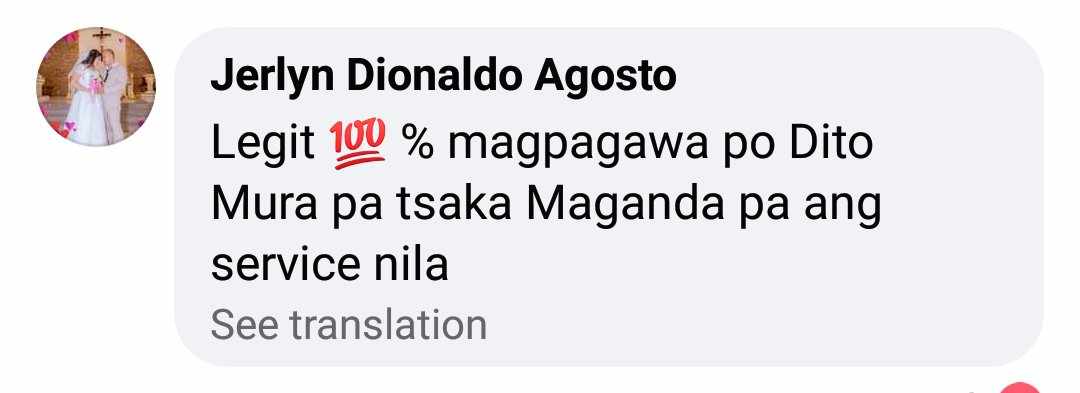 Jerlyn Dionaldo Agosto
Legit 💯 % magpagawa po Dito
Mura pa tsaka Maganda pa ang
service nila
See translation